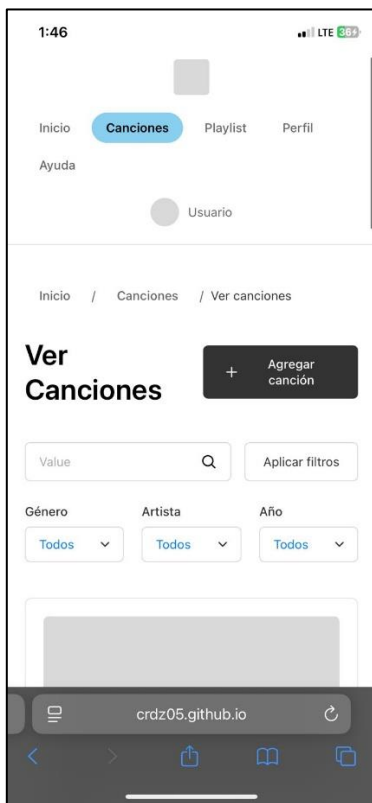 1:46 LTE 36
Inicio Canciones Playlist Perfil
Ayuda
Usuario
Inicio / Canciones / Ver canciones
Ver
Canciones
+ Agregar
canción
Value Aplicar filtros
Género Artista Año
Todos Todos Todos
crdz05.github.io